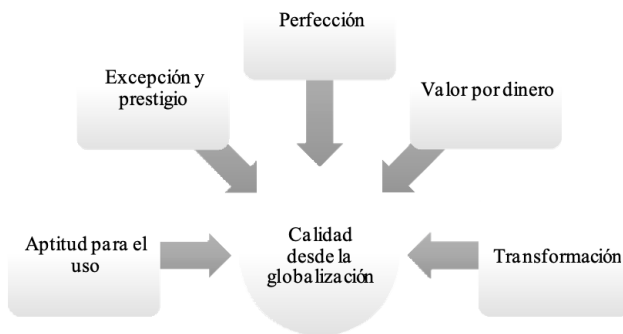 Perfección
Excepción y
prestigio
Valor por dinero
Aptitud para el
uso
Calidad
desde la
globalización
Transformación